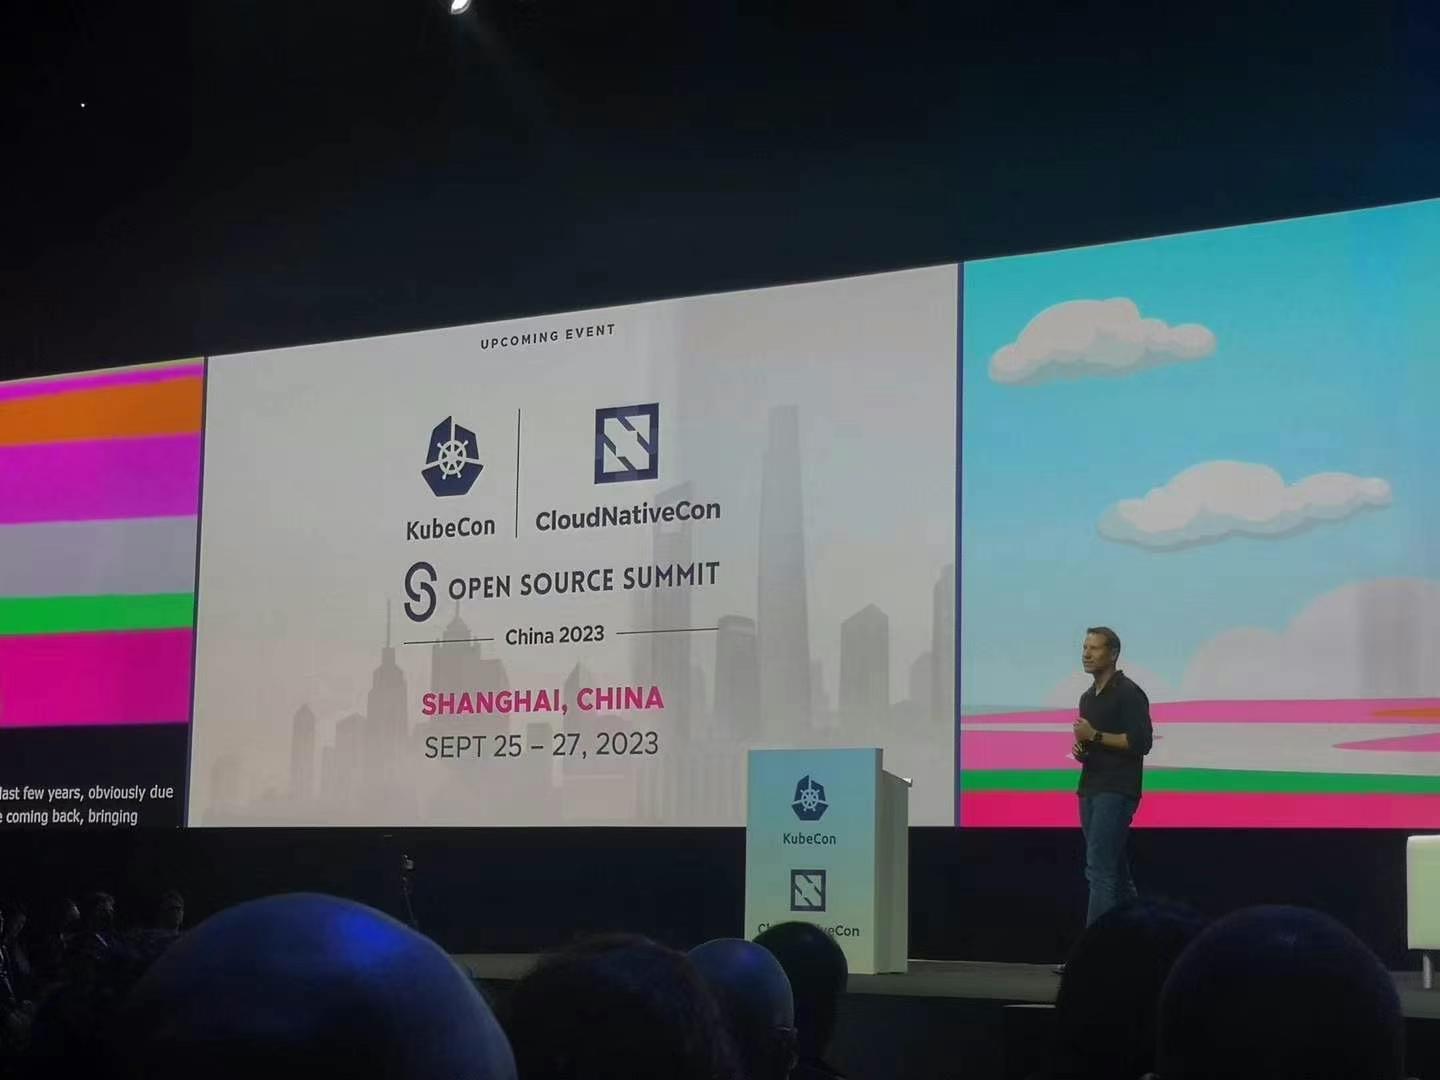 UPCOMING EVENT
KubeCon
CloudNativeCon
OPEN SOURCE SUMMIT
China 2023
SHANGHAI, CHINA
SEPT 25 – 27, 2023
last few years, obviously due
coming back, bringing
KubeCon